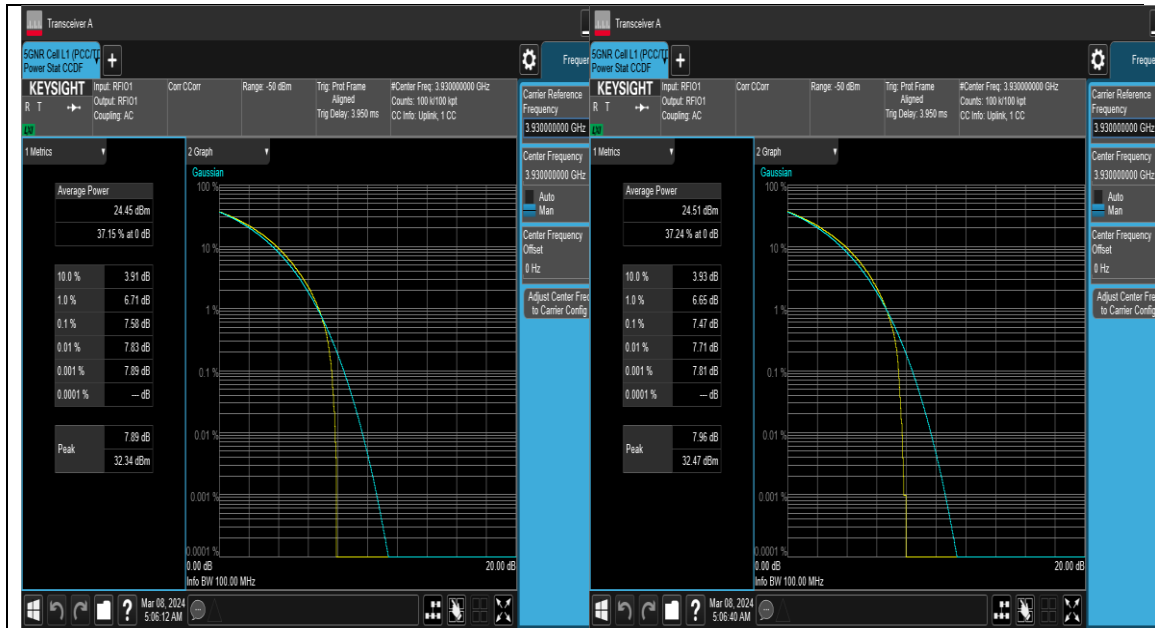 Transceiver A
5GNR Cell L1 (PCC/
Power Stat CCDF
+
Frequen
KEYSIGHT
R T
LXI
Input: RFIO1
Output: RFIO1
Coupling: AC
Corr CCorr
Range: -50 dBm
Trig: Prot Frame
Aligned
Trig Delay: 3.950 ms
#Center Freq: 3.930000000 GHz
Counts: 100 k/100 kpt
CC Info: Uplink, 1 CC
Carrier Reference
Frequency
3.930000000 GHz
Center Frequency
3.930000000 GHz
Auto
Man
Center Frequency
Offset
0 Hz
Adjust Center Freq
to Carrier Config
1 Metrics
Average Power
24.45 dBm
37.15 % at 0 dB
10.0 % 3.91 dB
1.0 % 6.71 dB
0.1 % 7.58 dB
0.01 % 7.83 dB
0.001 % 7.89 dB
0.0001 % --- dB
Peak
7.89 dB
32.34 dBm
2 Graph
Gaussian
100 %
10 %
1 %
0.1 %
0.01 %
0.001 %
0.0001 %
0.00 dB
20.00 dB
Info BW 100.00 MHz
?
Mar 08, 2024
5:06:12 AM
Transceiver A
5GNR Cell L1 (PCC/
Power Stat CCDF
+
Freque
KEYSIGHT
R T
LXI
Input: RFIO1
Output: RFIO1
Coupling: AC
Corr CCorr
Range: -50 dBm
Trig: Prot Frame
Aligned
Trig Delay: 3.950 ms
#Center Freq: 3.930000000 GHz
Counts: 100 k/100 kpt
CC Info: Uplink, 1 CC
Carrier Reference
Frequency
3.930000000 GHz
Center Frequency
3.930000000 GHz
Auto
Man
Center Frequency
Offset
0 Hz
Adjust Center Fre
to Carrier Config
1 Metrics
Average Power
24.51 dBm
37.24 % at 0 dB
10.0 % 3.93 dB
1.0 % 6.65 dB
0.1 % 7.47 dB
0.01 % 7.71 dB
0.001 % 7.81 dB
0.0001 % --- dB
Peak
7.96 dB
32.47 dBm
2 Graph
Gaussian
100 %
10 %
1 %
0.1 %
0.01 %
0.001 %
0.0001 %
0.00 dB
20.00 dB
Info BW 100.00 MHz
?
Mar 08, 2024
5:06:40 AM